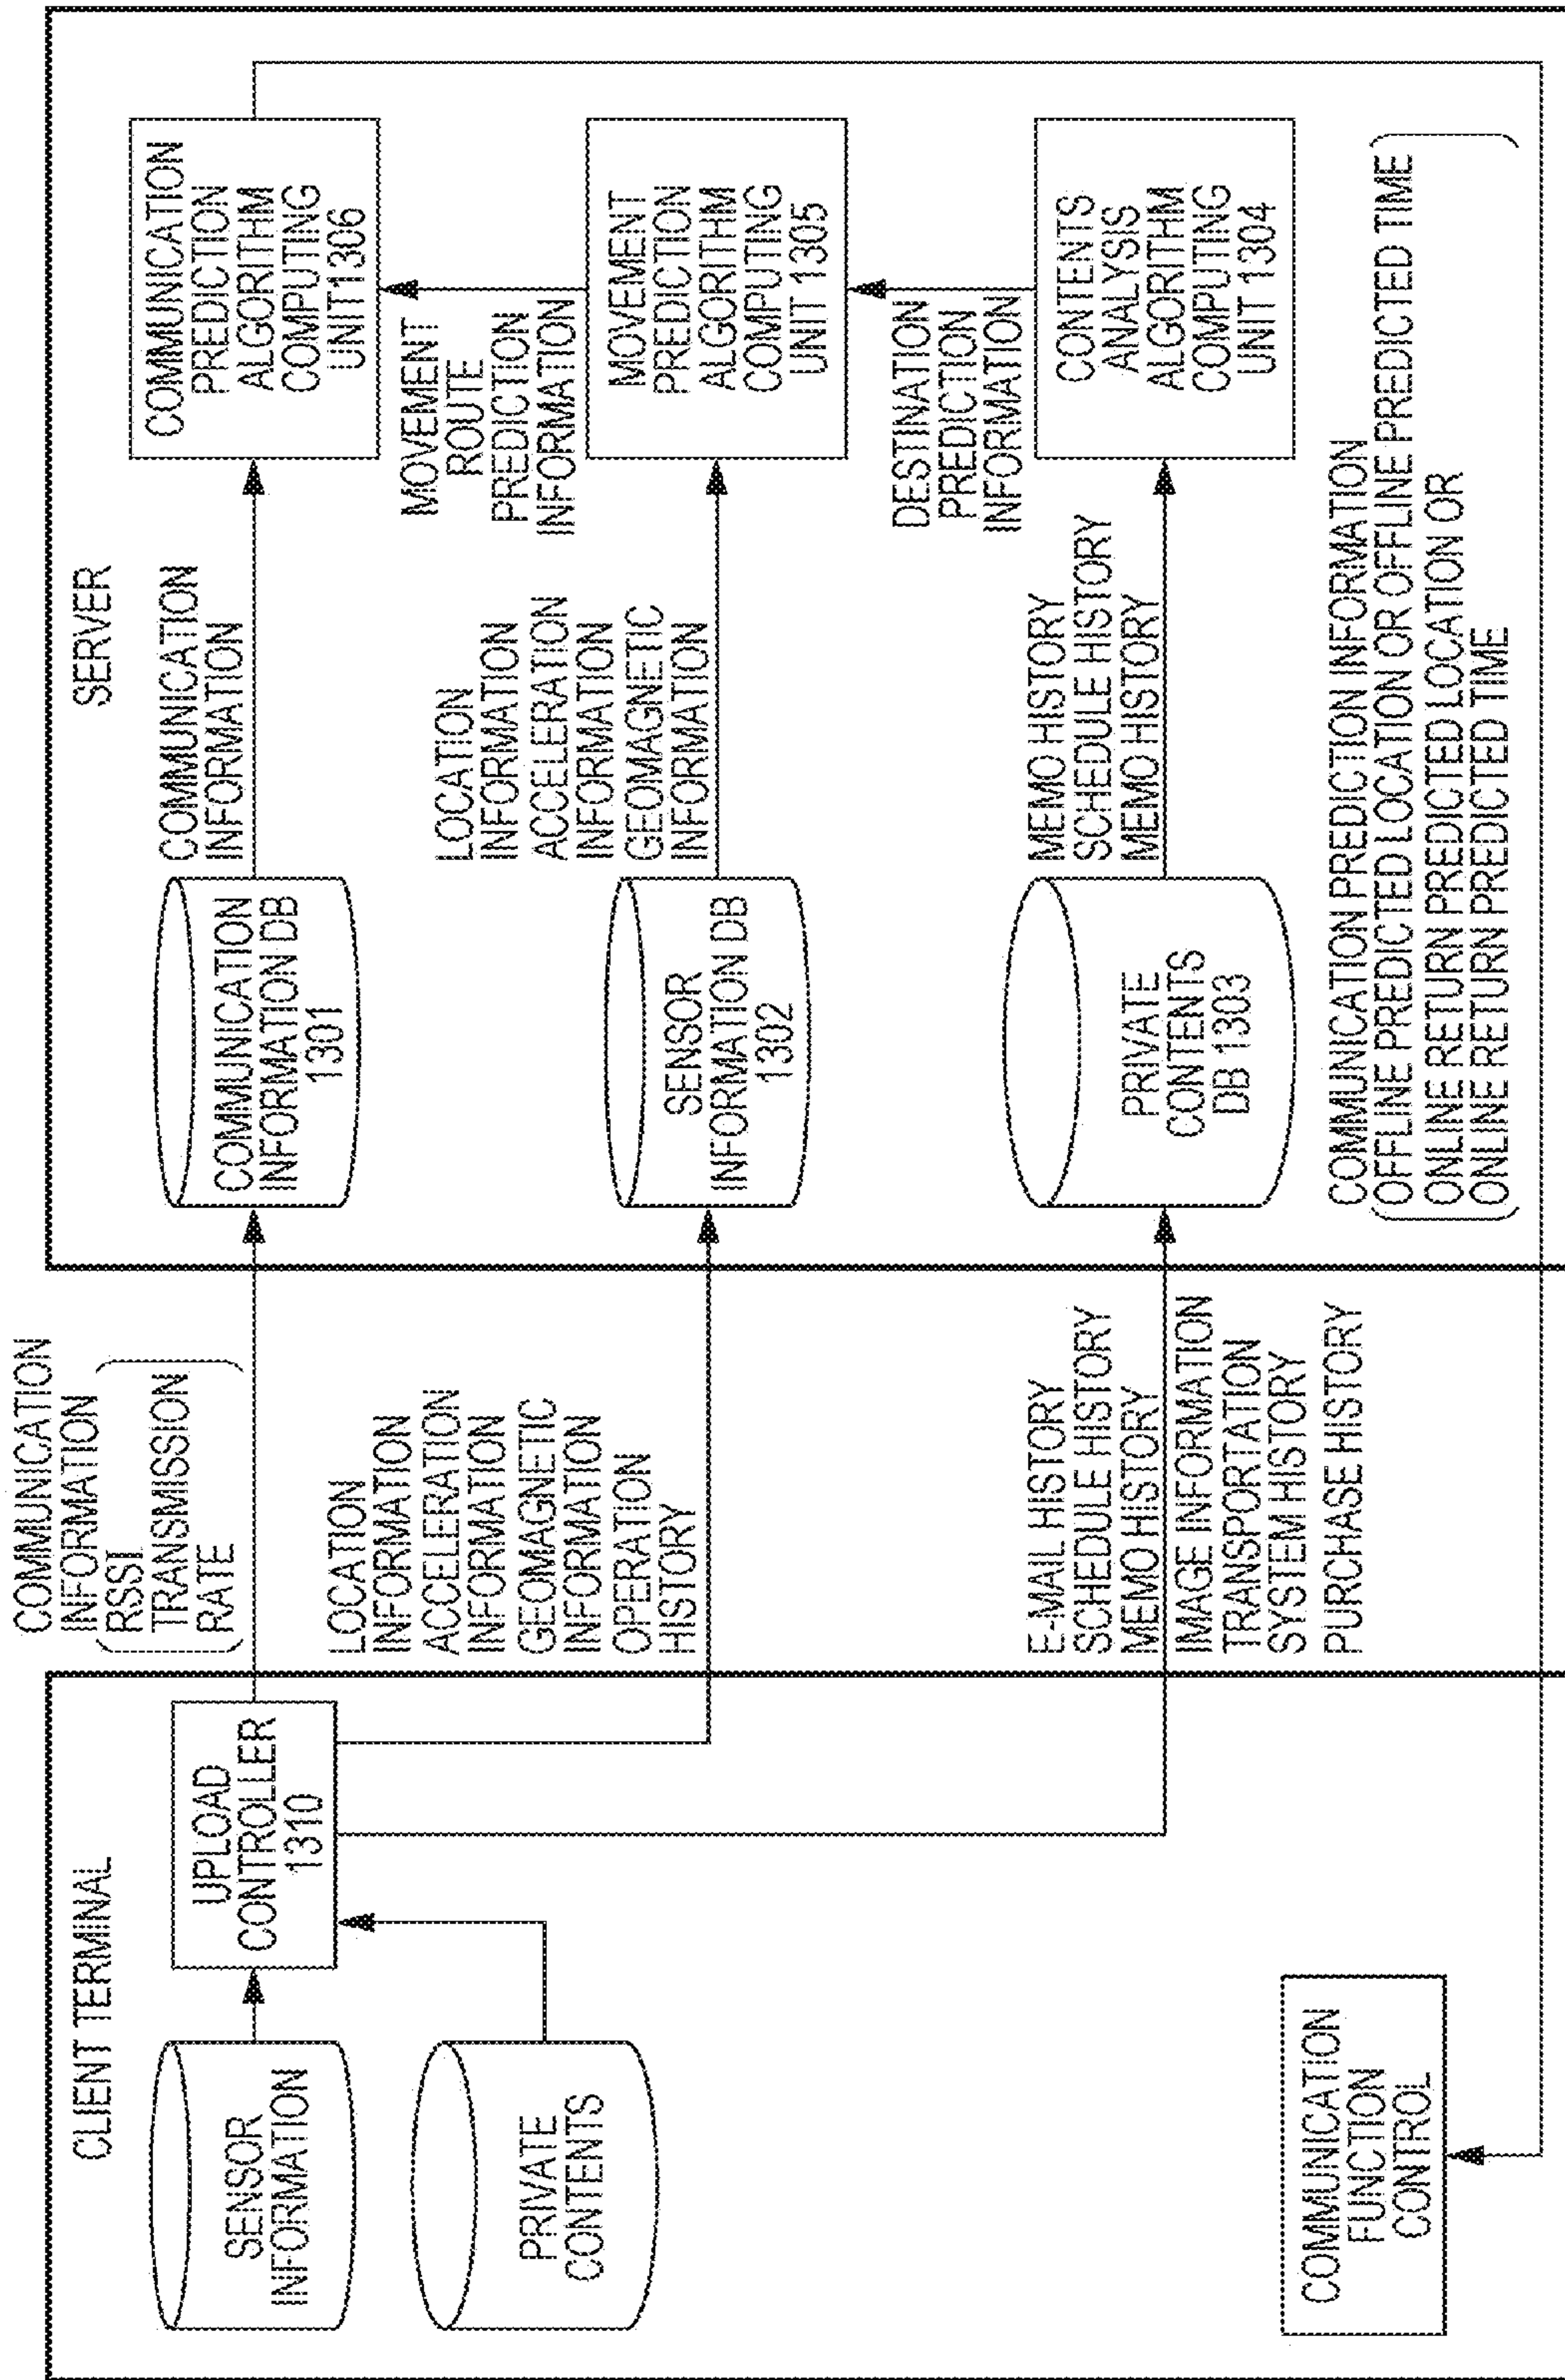 CLIENT TERMINAL
SENSOR
INFORMATION
PRIVATE
CONTENTS
UPLOAD
CONTROLLER
1310
COMMUNICATION
FUNCTION
CONTROL
COMMUNICATION
INFORMATION
RSSI
TRANSMISSION
RATE
LOCATION
INFORMATION
ACCELERATION
INFORMATION
GEOMAGNETIC
INFORMATION
OPERATION
HISTORY
E-MAIL HISTORY
SCHEDULE HISTORY
MEMO HISTORY
IMAGE INFORMATION
TRANSPORTATION
SYSTEM HISTORY
PURCHASE HISTORY
SERVER
COMMUNICATION
INFORMATION DB
1301
SENSOR
INFORMATION DB
1302
PRIVATE
CONTENTS
DB 1303
COMMUNICATION
INFORMATION
LOCATION
INFORMATION
ACCELERATION
INFORMATION
GEOMAGNETIC
INFORMATION
MEMO HISTORY
SCHEDULE HISTORY
MEMO HISTORY
COMMUNICATION
PREDICTION
ALGORITHM
COMPUTING
UNIT1306
MOVEMENT
ROUTE
PREDICTION
INFORMATION
MOVEMENT
PREDICTION
ALGORITHM
COMPUTING
UNIT 1305
DESTINATION
PREDICTION
INFORMATION
CONTENTS
ANALYSIS
ALGORITHM
COMPUTING
UNIT 1304
COMMUNICATION PREDICTION INFORMATION
OFFLINE PREDICTED LOCATION OR OFFLINE PREDICTED TIME
ONLINE RETURN PREDICTED LOCATION OR
ONLINE RETURN PREDICTED TIME